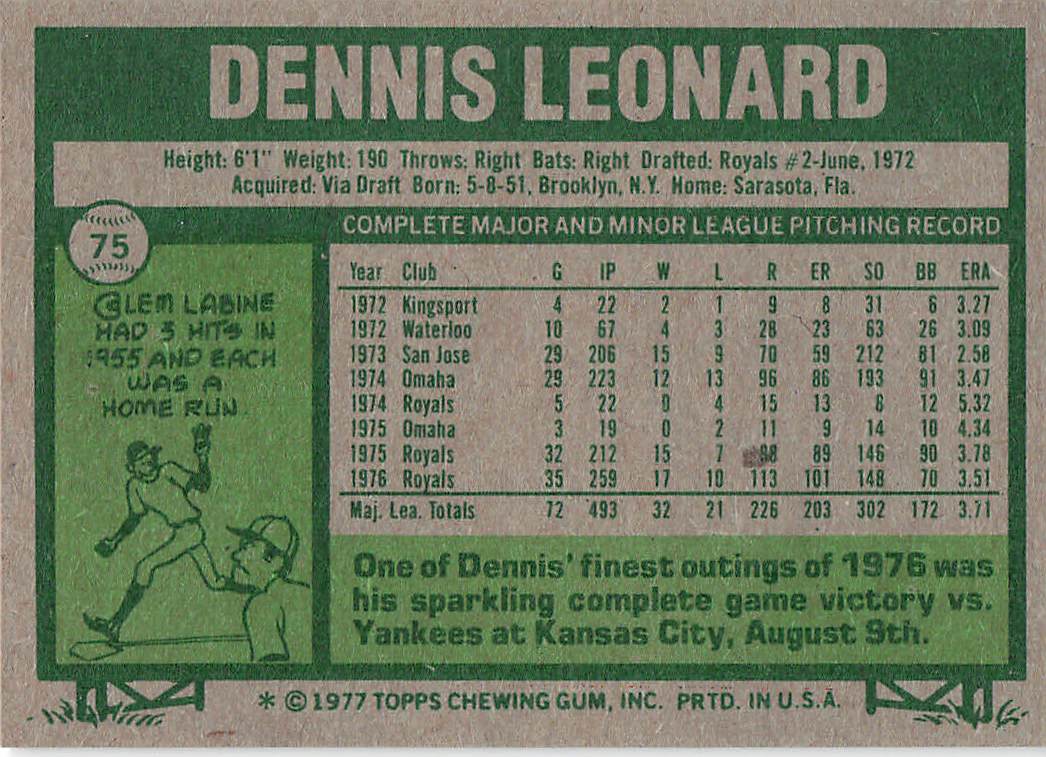 DENNIS LEONARD
Height: 6'1" Weight: 190 Throws: Right Bats: Right Drafted: Royals #2-June, 1972
Acquired: Via Draft Born: 5-8-51, Brooklyn, N.Y. Home: Sarasota, Fla.
75
CLEM LABINE
HAD 3 HITS IN
1955 AND EACH
WAS A
HOME RUN.
COMPLETE MAJOR AND MINOR LEAGUE PITCHING RECORD
Year Club G IP W L R ER SO BB ERA
1972 Kingsport 4 22 2 1 9 8 31 6 3.27
1972 Waterloo 10 67 4 3 28 23 63 26 3.09
1973 San Jose 29 206 15 9 70 59 212 81 2.58
1974 Omaha 29 223 12 13 96 86 193 91 3.47
1974 Royals 5 22 0 4 15 13 8 12 5.32
1975 Omaha 3 19 0 2 11 9 14 10 4.34
1975 Royals 32 212 15 7 98 89 146 90 3.78
1976 Royals 35 259 17 10 113 101 148 70 3.51
Maj. Lea. Totals 72 493 32 21 226 203 302 172 3.71
One of Dennis' finest outings of 1976 was
his sparkling complete game victory vs.
Yankees at Kansas City, August 9th.
* © 1977 TOPPS CHEWING GUM, INC. PRTD. IN U.S.A.